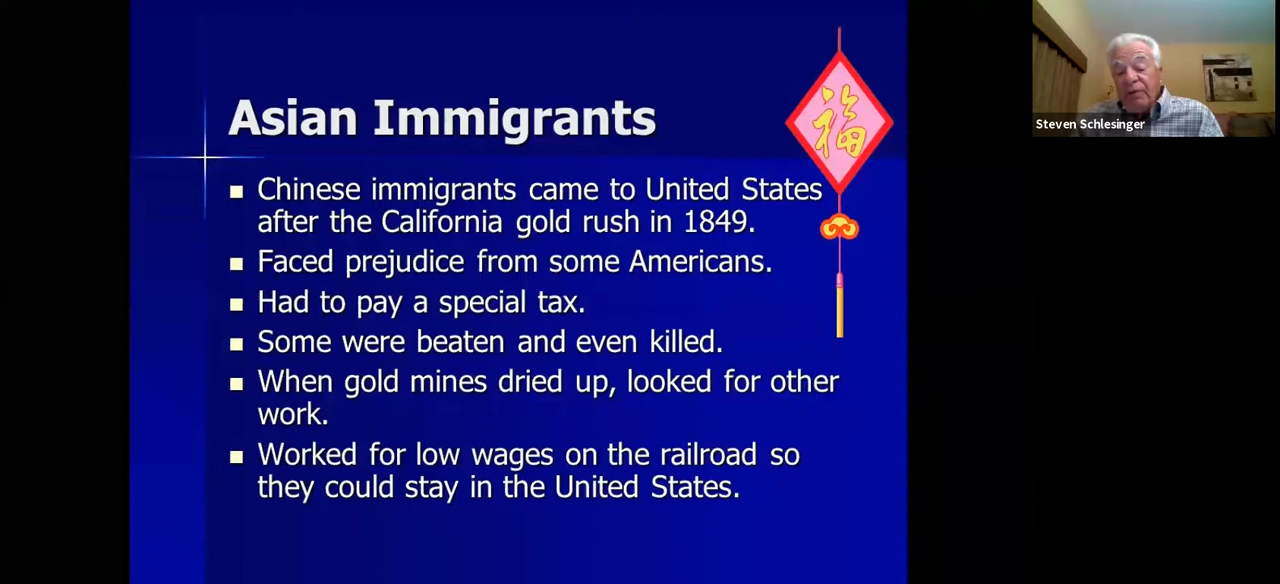 Asian Immigrants
福
Chinese immigrants came to United States
after the California gold rush in 1849.
Faced prejudice from some Americans.
Had to pay a special tax.
Some were beaten and even killed.
When gold mines dried up, looked for other
work.
Worked for low wages on the railroad so
they could stay in the United States.
Steven Schlesinger